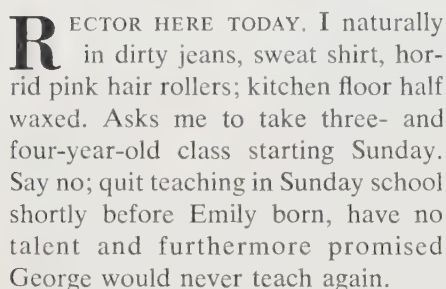 RECTOR HERE TODAY. I naturally
in dirty jeans, sweat shirt, hor-
rid pink hair rollers; kitchen floor half
waxed. Asks me to take three- and
four-year-old class starting Sunday.
Say no; quit teaching in Sunday school
shortly before Emily born, have no
talent and furthermore promised
George would never teach again.